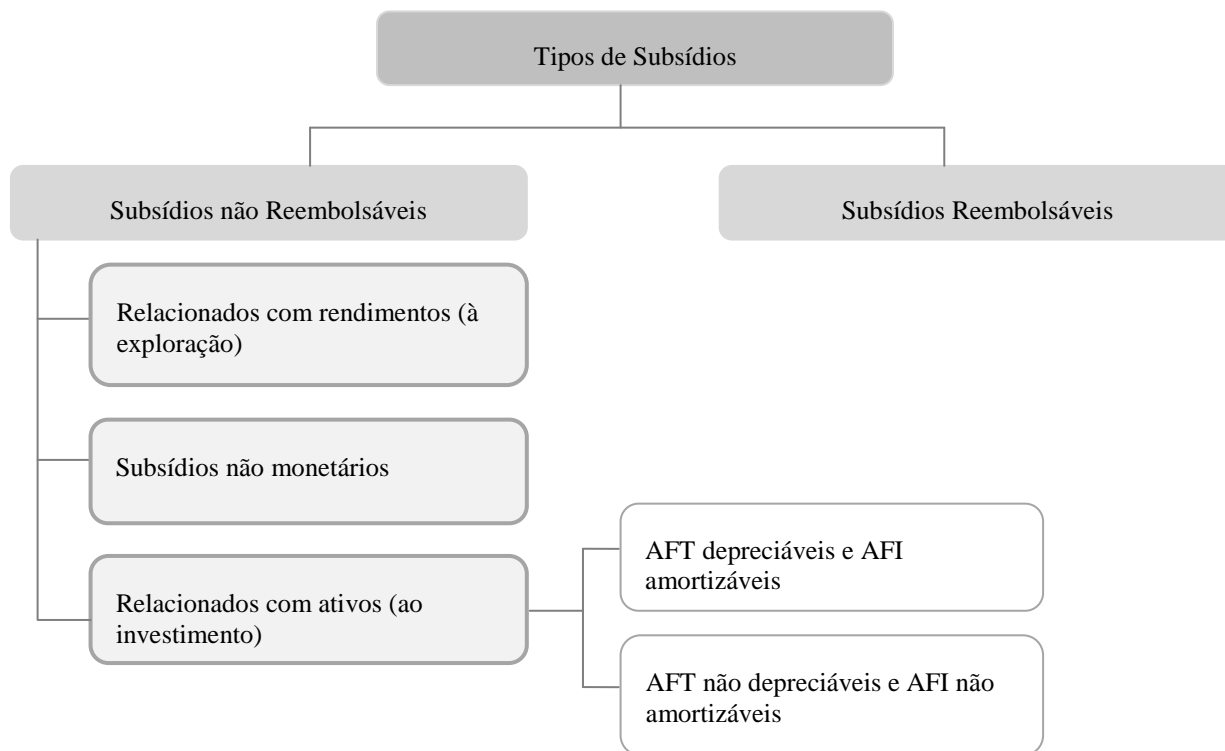 Tipos de Subsídios
Subsídios não Reembolsáveis
Subsídios Reembolsáveis
Relacionados com rendimentos (à
exploração)
Subsídios não monetários
Relacionados com ativos (ao
investimento)
AFT depreciáveis e AFI
amortizáveis
AFT não depreciáveis e AFI não
amortizáveis